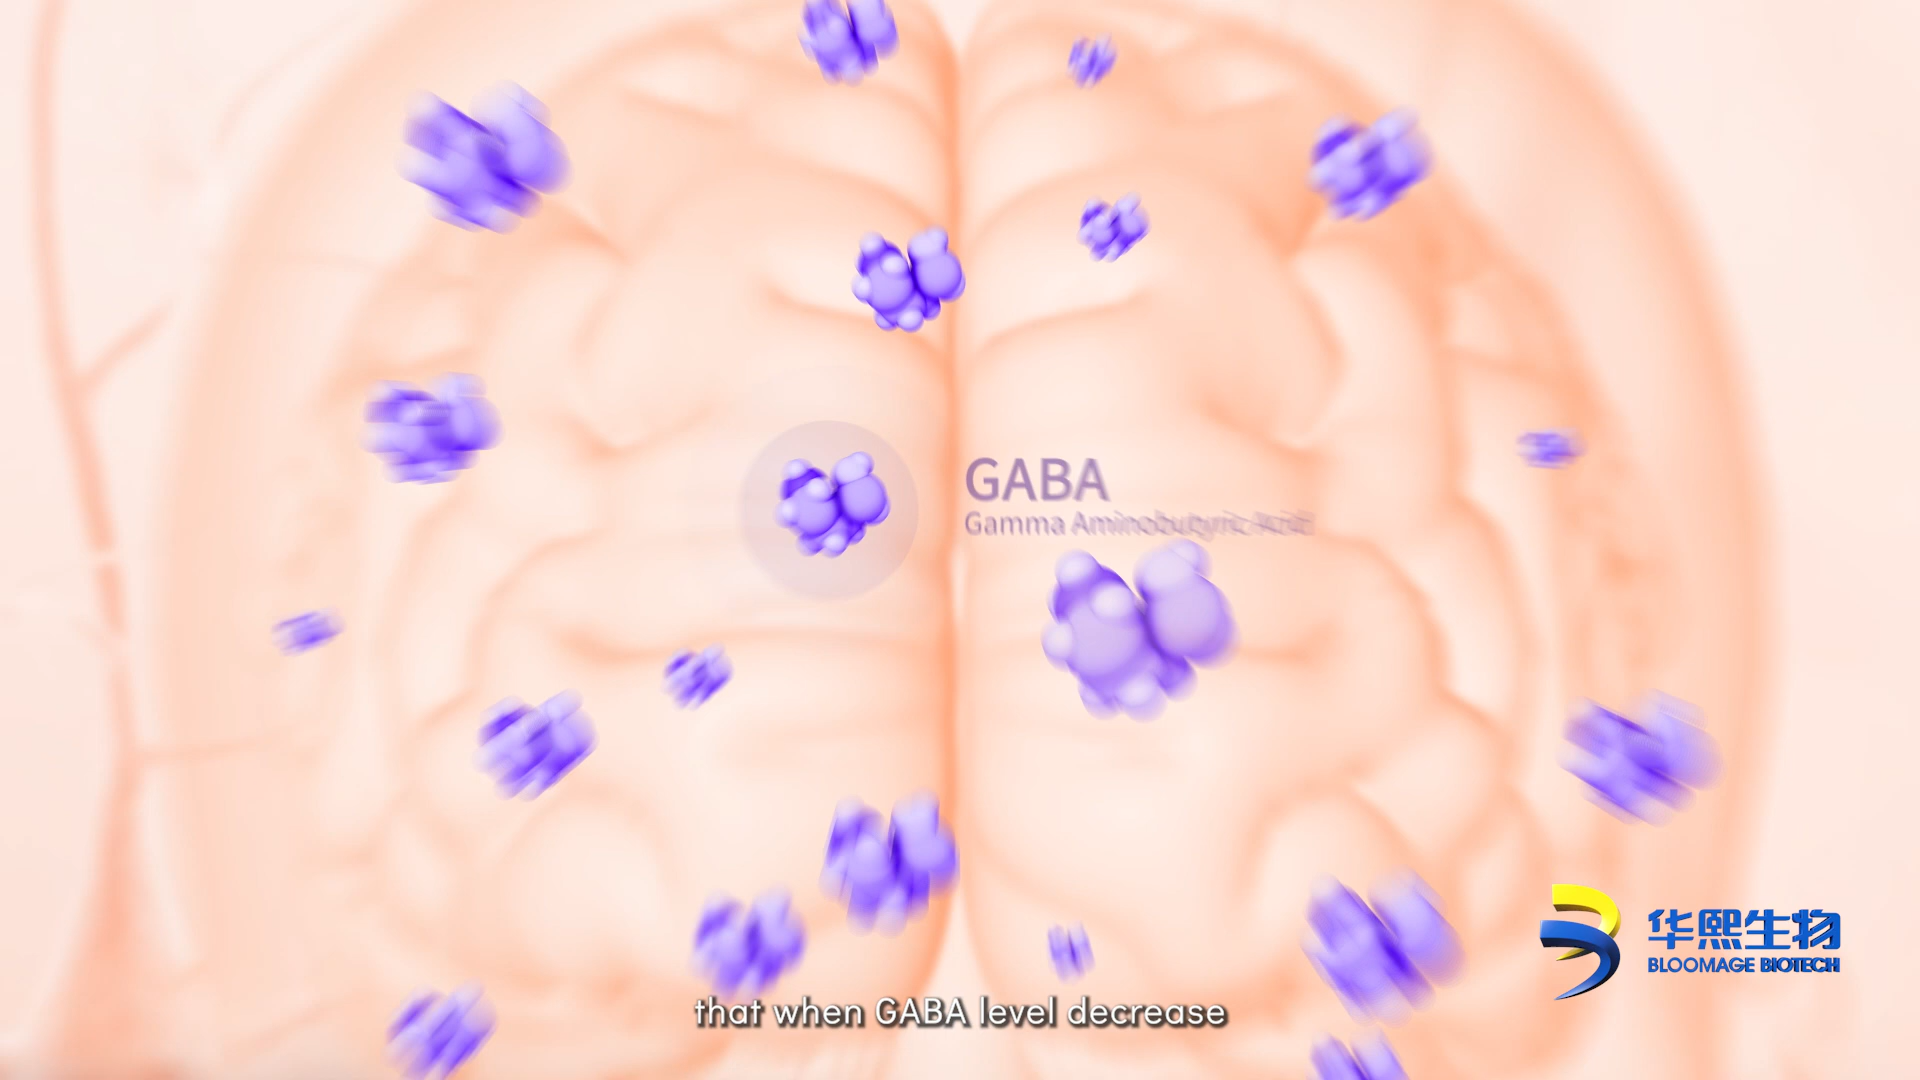 GABA
Gamma Aminobutyric Acid
华熙生物
BLOOMAGE BIOTECH
that when GABA level decrease